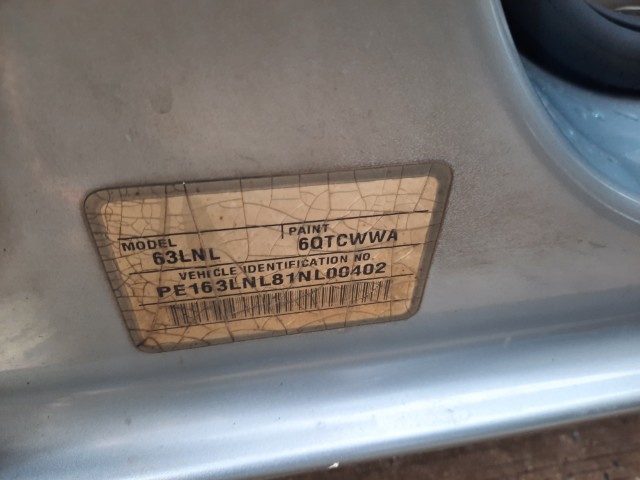 MODEL PAINT
63LNL 6QTCWWA
VEHICLE IDENTIFICATION NO.
PE163LNL81NL00402